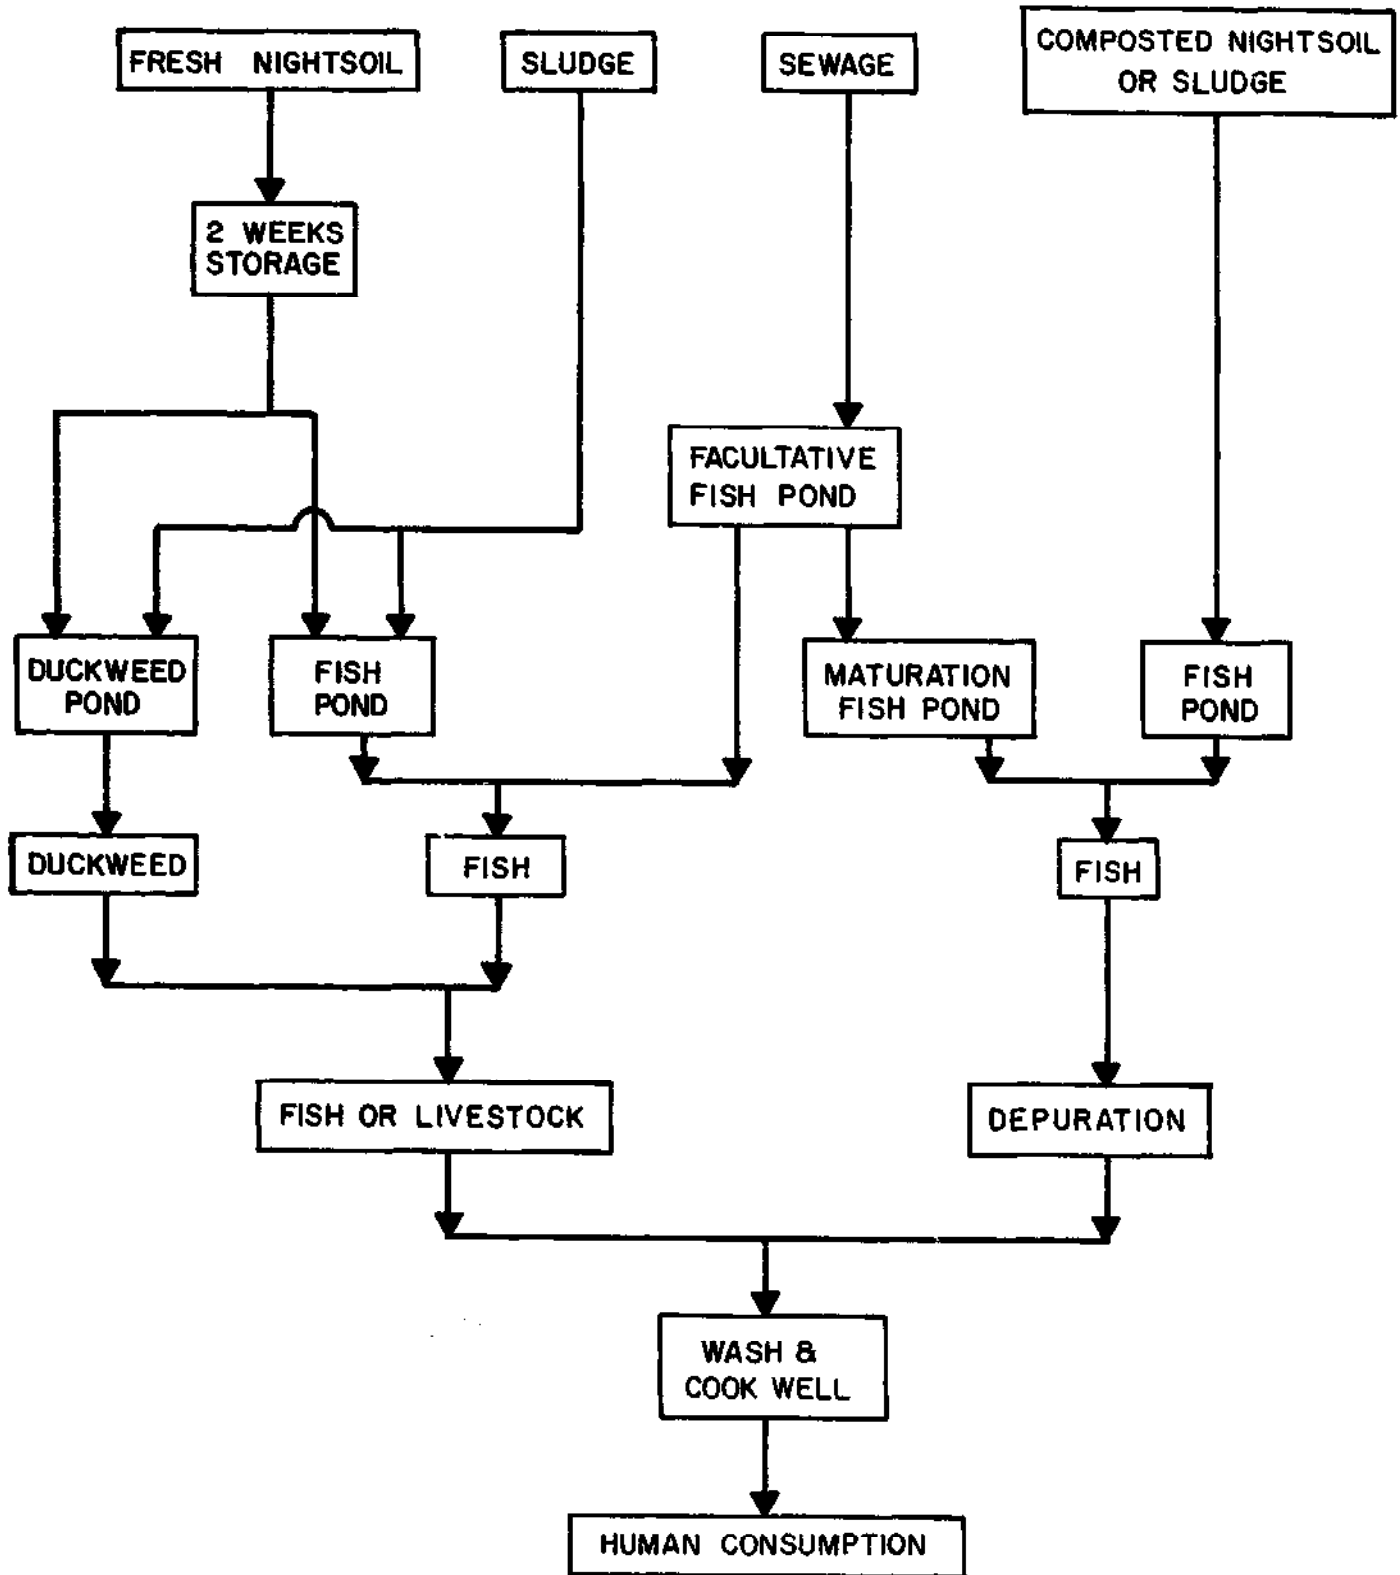 FRESH NIGHTSOIL
SLUDGE
SEWAGE
COMPOSTED NIGHTSOIL
OR SLUDGE
2 WEEKS
STORAGE
FACULTATIVE
FISH POND
DUCKWEED
POND
FISH
POND
MATURATION
FISH POND
FISH
POND
DUCKWEED
FISH
FISH
FISH OR LIVESTOCK
DEPURATION
WASH &
COOK WELL
HUMAN CONSUMPTION